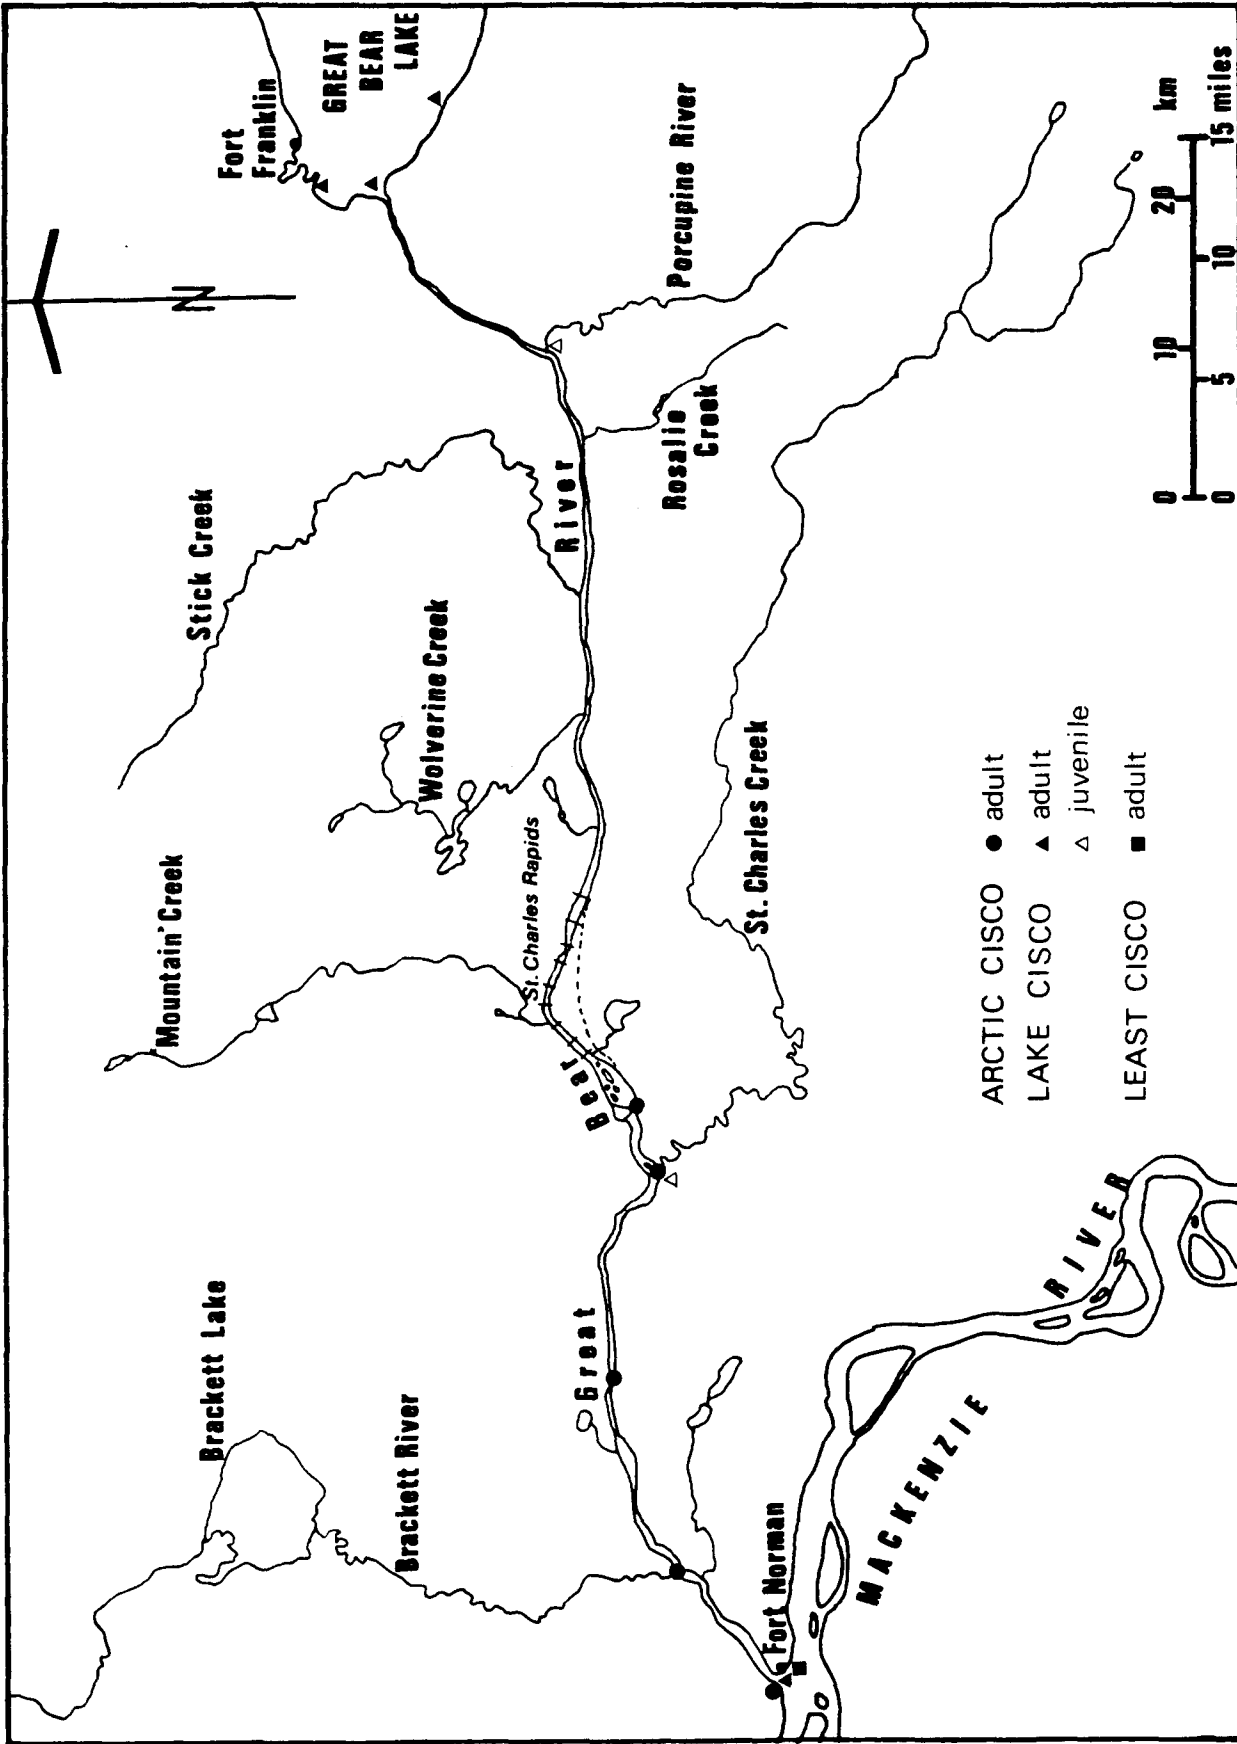 Fort
Franklin
GREAT
BEAR
LAKE
N
Porcupine River
Rosalie
Creek
Stick Creek
River
Wolverine Creek
St. Charles Rapids
Mountain Creek
Bear
St. Charles Creek
Brackett Lake
Brackett River
Great
Fort Norman
MACKENZIE
RIVER
ARCTIC CISCO ● adult
LAKE CISCO ▲ adult
△ juvenile
LEAST CISCO ■ adult
0 10 20 km
0 5 10 15 miles